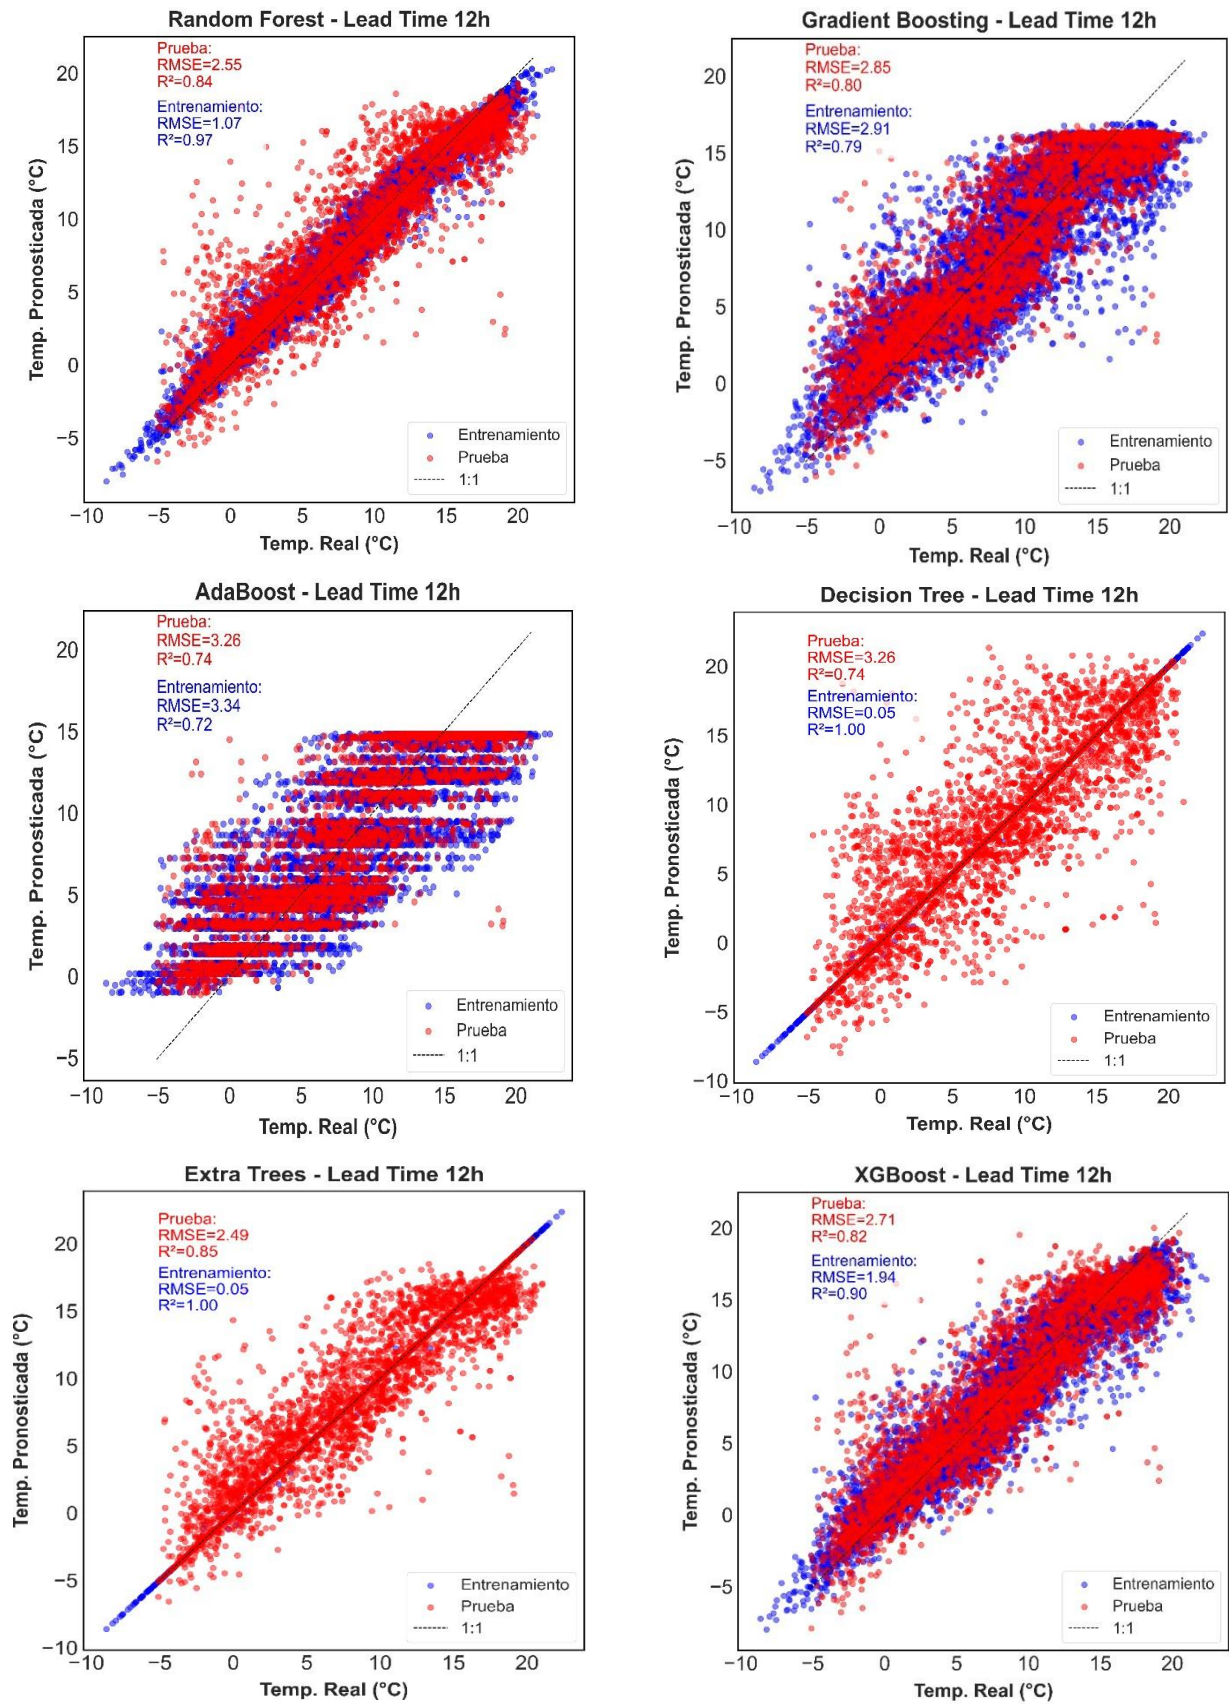 Random Forest - Lead Time 12h
Prueba:
RMSE=2.55
R²=0.84
Entrenamiento:
RMSE=1.07
R²=0.97
20
15
10
5
0
−5
Temp. Pronosticada (°C)
Entrenamiento
Prueba
1:1
−10 −5 0 5 10 15 20
Temp. Real (°C)
Gradient Boosting - Lead Time 12h
Prueba:
RMSE=2.85
R²=0.80
Entrenamiento:
RMSE=2.91
R²=0.79
20
15
10
5
0
−5
Temp. Pronosticada (°C)
Entrenamiento
Prueba
1:1
−10 −5 0 5 10 15 20
Temp. Real (°C)
AdaBoost - Lead Time 12h
Prueba:
RMSE=3.26
R²=0.74
Entrenamiento:
RMSE=3.34
R²=0.72
20
15
10
5
0
−5
Temp. Pronosticada (°C)
Entrenamiento
Prueba
1:1
−10 −5 0 5 10 15 20
Temp. Real (°C)
Decision Tree - Lead Time 12h
Prueba:
RMSE=3.26
R²=0.74
Entrenamiento:
RMSE=0.05
R²=1.00
20
15
10
5
0
−5
−10
Temp. Pronosticada (°C)
Entrenamiento
Prueba
1:1
−10 −5 0 5 10 15 20
Temp. Real (°C)
Extra Trees - Lead Time 12h
Prueba:
RMSE=2.49
R²=0.85
Entrenamiento:
RMSE=0.05
R²=1.00
20
15
10
5
0
−5
−10
Temp. Pronosticada (°C)
Entrenamiento
Prueba
1:1
−10 −5 0 5 10 15 20
Temp. Real (°C)
XGBoost - Lead Time 12h
Prueba:
RMSE=2.71
R²=0.82
Entrenamiento:
RMSE=1.94
R²=0.90
20
15
10
5
0
−5
Temp. Pronosticada (°C)
Entrenamiento
Prueba
1:1
−10 −5 0 5 10 15 20
Temp. Real (°C)